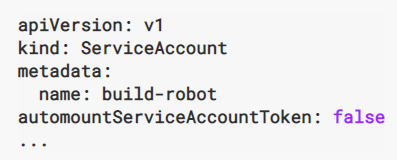 apiVersion: v1
kind: ServiceAccount
metadata:
  name: build-robot
automountServiceAccountToken: false
...